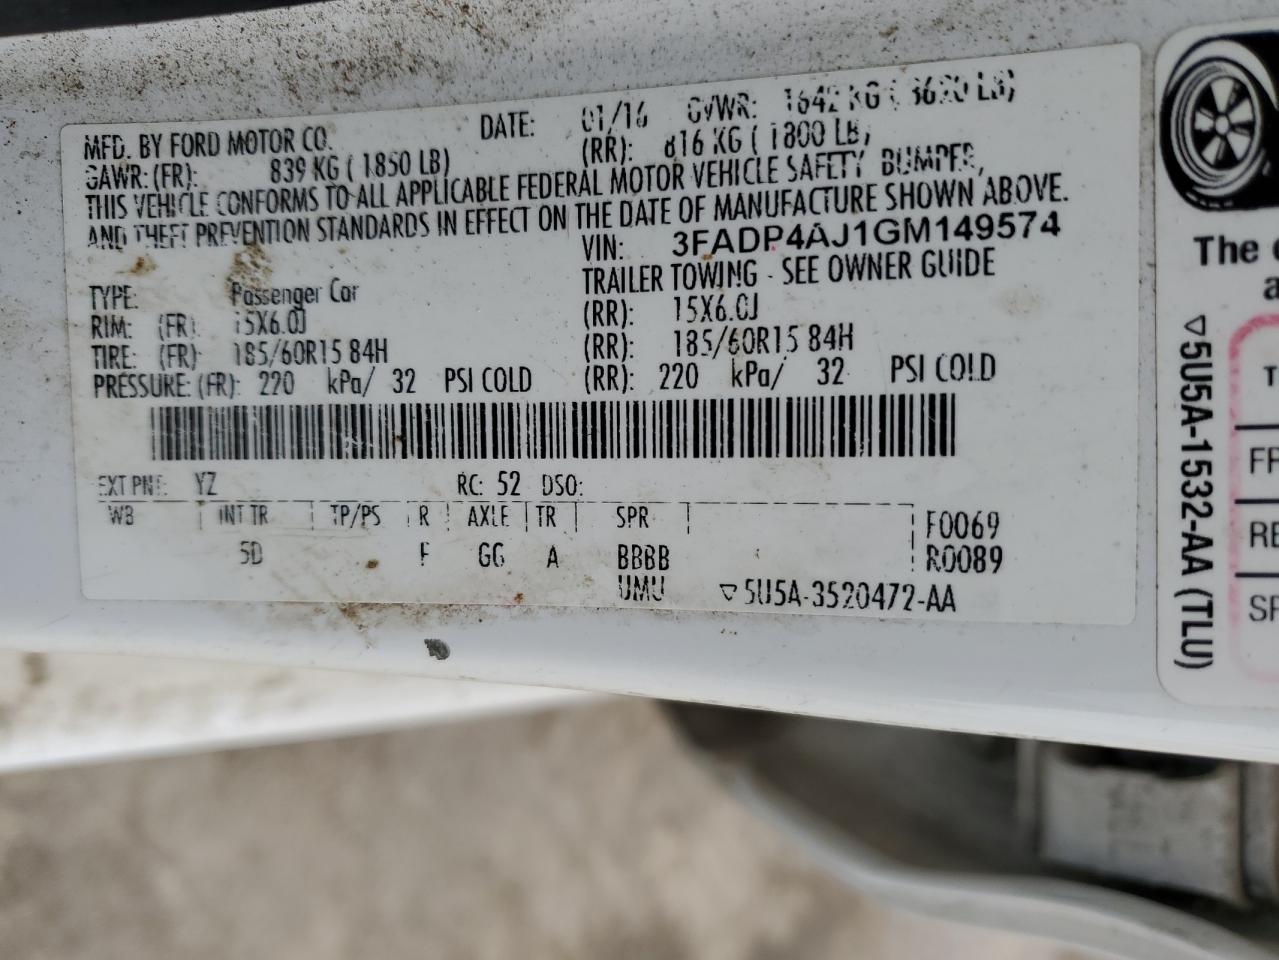 MFD. BY FORD MOTOR CO. DATE: 01/16 GVWR: 1642 KG ( 3620 LB)
GAWR: (FR): 839 KG ( 1850 LB) (RR): 816 KG ( 1800 LB)
THIS VEHICLE CONFORMS TO ALL APPLICABLE FEDERAL MOTOR VEHICLE SAFETY, BUMPER,
AND THEFT PREVENTION STANDARDS IN EFFECT ON THE DATE OF MANUFACTURE SHOWN ABOVE.
VIN: 3FADP4AJ1GM149574
TYPE: Passenger Car TRAILER TOWING - SEE OWNER GUIDE
RIM: (FR): 15X6.0J (RR): 15X6.0J
TIRE: (FR): 185/60R15 84H (RR): 185/60R15 84H
PRESSURE: (FR): 220 kPa/ 32 PSI COLD (RR): 220 kPa/ 32 PSI COLD
EXT PNT: YZ RC: 52 DSO:
WB INT TR TP/PS R AXLE TR SPR F0069
5D F GG A BBBB R0089
UMU ▽5U5A-3520472-AA
The
▽5U5A-1532-AA (TLU)